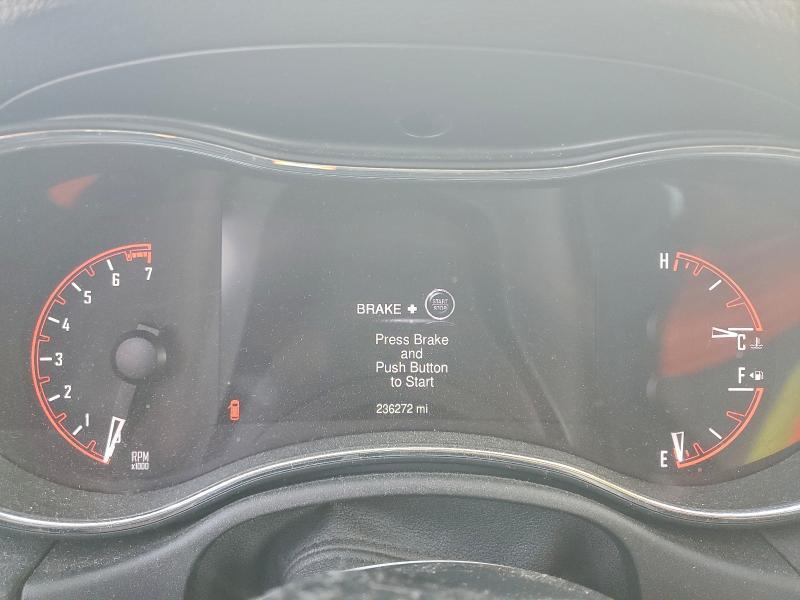 7
6
5
4
3
2
1
0
RPM
x1000
BRAKE + START
STOP
Press Brake
and
Push Button
to Start
236272 mi
H
C
F
E